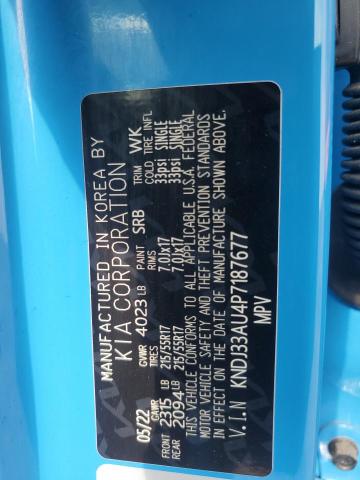 MANUFACTURED IN KOREA BY
KIA CORPORATION
05/22 GVWR 4023 LB PAINT SRB TRIM WK
GAWR TIRES RIMS COLD TIRE INFL
FRONT 2315 LB 215/55R17 7.0Jx17 33psi SINGLE
REAR 2094 LB 215/55R17 7.0Jx17 33psi SINGLE
THIS VEHICLE CONFORMS TO ALL APPLICABLE U.S.A. FEDERAL
MOTOR VEHICLE SAFETY AND THEFT PREVENTION STANDARDS
IN EFFECT ON THE DATE OF MANUFACTURE SHOWN ABOVE.
V.I.N KNDJ33AU4P7187677
MPV